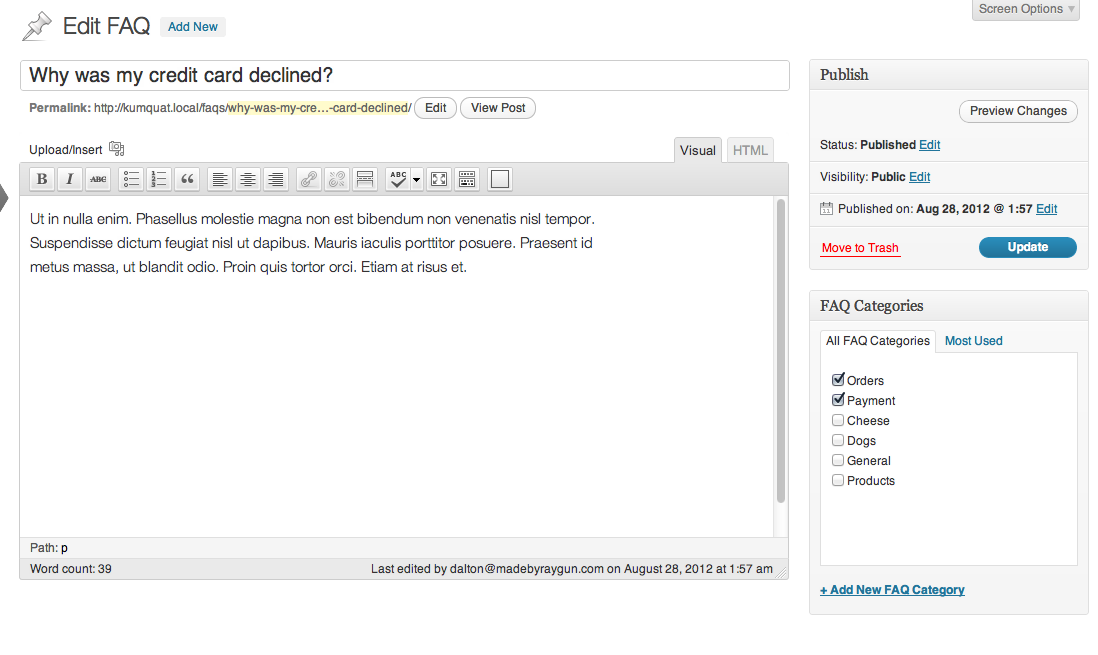 Screen Options
Edit FAQ Add New
Why was my credit card declined?
Permalink: http://kumquat.local/faqs/why-was-my-cre...-card-declined/ Edit View Post
Upload/Insert
Visual HTML
B I ABC ABC
Ut in nulla enim. Phasellus molestie magna non est bibendum non venenatis nisl tempor.
Suspendisse dictum feugiat nisl ut dapibus. Mauris iaculis porttitor posuere. Praesent id
metus massa, ut blandit odio. Proin quis tortor orci. Etiam at risus et.
Path: p
Word count: 39
Last edited by dalton@madebyraygun.com on August 28, 2012 at 1:57 am
Publish
Preview Changes
Status: Published Edit
Visibility: Public Edit
Published on: Aug 28, 2012 @ 1:57 Edit
Move to Trash Update
FAQ Categories
All FAQ Categories Most Used
Orders
Payment
Cheese
Dogs
General
Products
+ Add New FAQ Category